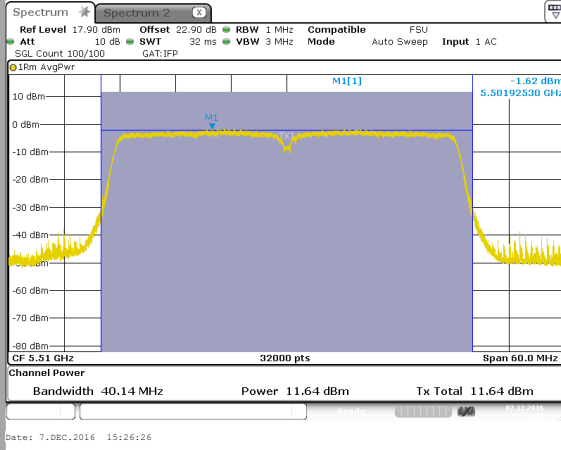 Spectrum Spectrum 2 X
Ref Level 17.90 dBm Offset 22.90 dB RBW 1 MHz Compatible FSU
Att 10 dB SWT 32 ms VBW 3 MHz Mode Auto Sweep Input 1 AC
SGL Count 100/100 GAT:IFP
1Rm AvgPwr
M1[1] -1.62 dBm
5.50192530 GHz
10 dBm
M1
0 dBm
-10 dBm
-20 dBm
-30 dBm
-40 dBm
-50 dBm
-60 dBm
-70 dBm
-80 dBm
CF 5.51 GHz 32000 pts Span 60.0 MHz
Channel Power
Bandwidth 40.14 MHz Power 11.64 dBm Tx Total 11.64 dBm
Ready 07.12.2016
Date: 7.DEC.2016 15:26:26